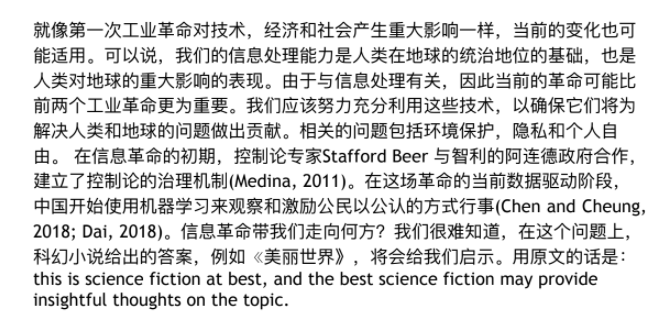 就像第一次工业革命对技术，经济和社会产生重大影响一样，当前的变化也可
能适用。可以说，我们的信息处理能力是人类在地球的统治地位的基础，也是
人类对地球的重大影响的表现。由于与信息处理有关，因此当前的革命可能比
前两个工业革命更为重要。我们应该努力充分利用这些技术，以确保它们将为
解决人类和地球的问题做出贡献。相关的问题包括环境保护，隐私和个人自
由。 在信息革命的初期，控制论专家Stafford Beer 与智利的阿连德政府合作，
建立了控制论的治理机制(Medina, 2011)。在这场革命的当前数据驱动阶段，
中国开始使用机器学习来观察和激励公民以公认的方式行事(Chen and Cheung,
2018; Dai, 2018)。信息革命带我们走向何方？我们很难知道，在这个问题上，
科幻小说给出的答案，例如《美丽世界》，将会给我们启示。用原文的话是：
this is science fiction at best, and the best science fiction may provide
insightful thoughts on the topic.